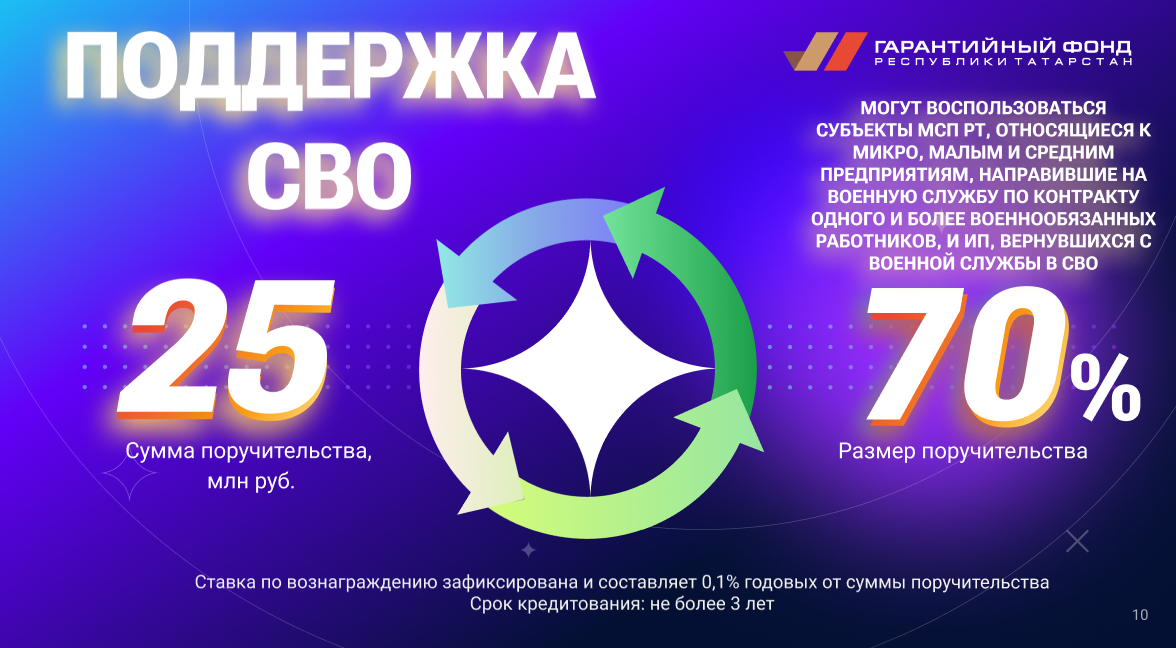 ПОДДЕРЖКА
СВО
ГАРАНТИЙНЫЙ ФОНД
РЕСПУБЛИКИ ТАТАРСТАН
МОГУТ ВОСПОЛЬЗОВАТЬСЯ
СУБЪЕКТЫ МСП РТ, ОТНОСЯЩИЕСЯ К
МИКРО, МАЛЫМ И СРЕДНИМ
ПРЕДПРИЯТИЯМ, НАПРАВИВШИЕ НА
ВОЕННУЮ СЛУЖБУ ПО КОНТРАКТУ
ОДНОГО И БОЛЕЕ ВОЕННООБЯЗАННЫХ
РАБОТНИКОВ, И ИП, ВЕРНУВШИХСЯ С
ВОЕННОЙ СЛУЖБЫ В СВО
25
Сумма поручительства,
млн руб.
70%
Размер поручительства
Ставка по вознаграждению зафиксирована и составляет 0,1% годовых от суммы поручительства
Срок кредитования: не более 3 лет
10